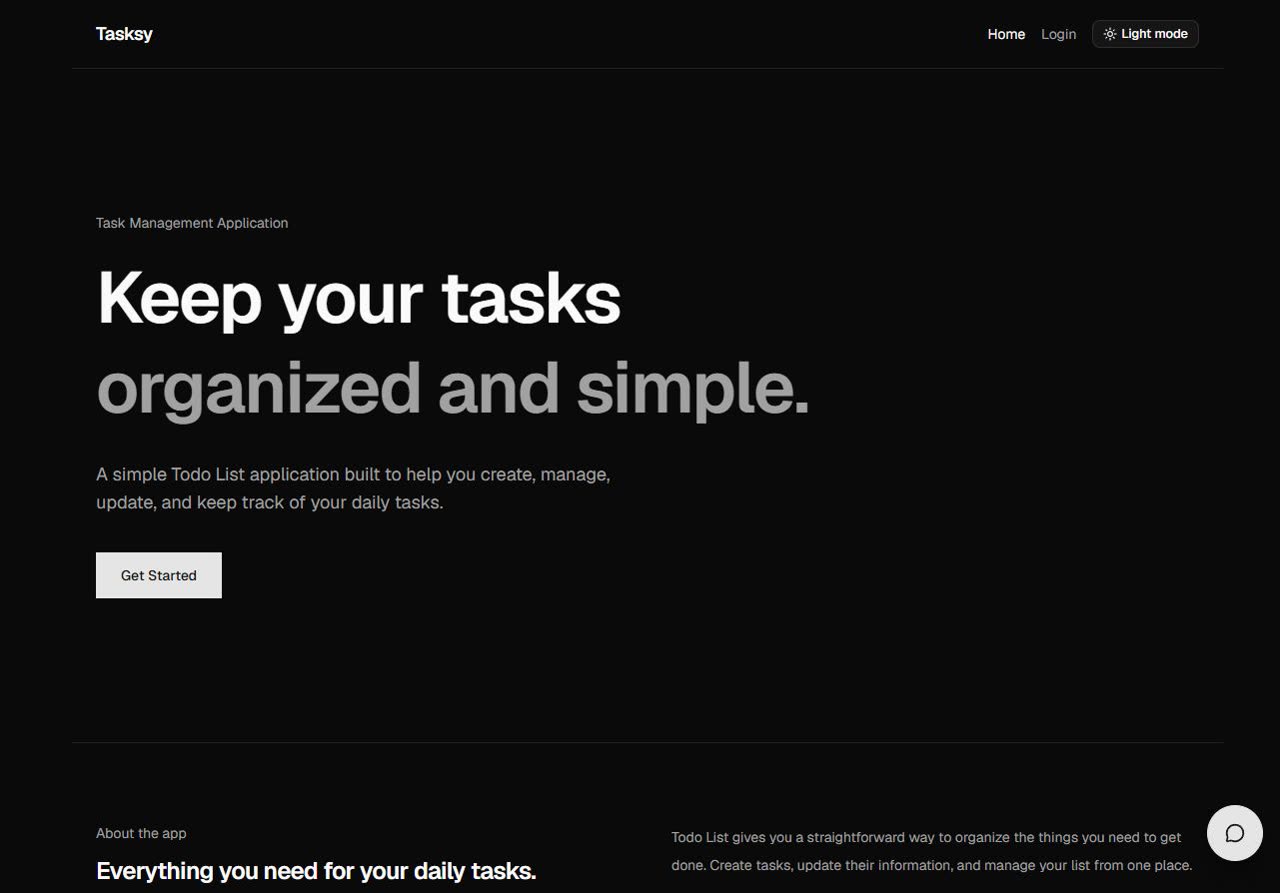 Tasksy
Home
Login
Light mode
Task Management Application
Keep your tasks
organized and simple.
A simple Todo List application built to help you create, manage,
update, and keep track of your daily tasks.
Get Started
About the app
Everything you need for your daily tasks.
Todo List gives you a straightforward way to organize the things you need to get
done. Create tasks, update their information, and manage your list from one place.